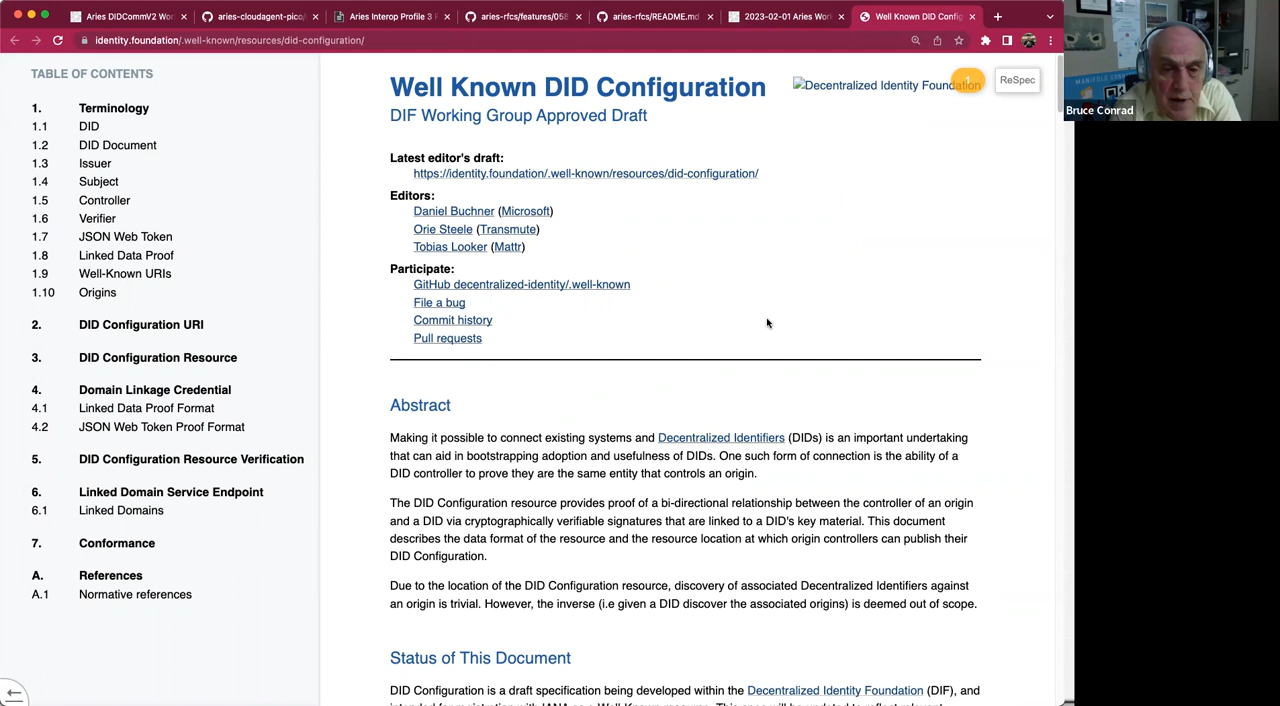 Aries DIDCommV2 Wor
aries-cloudagent-pico/
Aries Interop Profile 3 F
aries-rfcs/features/058
aries-rfcs/README.md
2023-02-01 Aries Work
Well Known DID Config
identity.foundation/.well-known/resources/did-configuration/
TABLE OF CONTENTS
1. Terminology
1.1 DID
1.2 DID Document
1.3 Issuer
1.4 Subject
1.5 Controller
1.6 Verifier
1.7 JSON Web Token
1.8 Linked Data Proof
1.9 Well-Known URIs
1.10 Origins
2. DID Configuration URI
3. DID Configuration Resource
4. Domain Linkage Credential
4.1 Linked Data Proof Format
4.2 JSON Web Token Proof Format
5. DID Configuration Resource Verification
6. Linked Domain Service Endpoint
6.1 Linked Domains
7. Conformance
A. References
A.1 Normative references
Well Known DID Configuration
Decentralized Identity Foundation
1
ReSpec
DIF Working Group Approved Draft
Latest editor's draft:
https://identity.foundation/.well-known/resources/did-configuration/
Editors:
Daniel Buchner (Microsoft)
Orie Steele (Transmute)
Tobias Looker (Mattr)
Participate:
GitHub decentralized-identity/.well-known
File a bug
Commit history
Pull requests
Abstract
Making it possible to connect existing systems and Decentralized Identifiers (DIDs) is an important undertaking
that can aid in bootstrapping adoption and usefulness of DIDs. One such form of connection is the ability of a
DID controller to prove they are the same entity that controls an origin.
The DID Configuration resource provides proof of a bi-directional relationship between the controller of an origin
and a DID via cryptographically verifiable signatures that are linked to a DID's key material. This document
describes the data format of the resource and the resource location at which origin controllers can publish their
DID Configuration.
Due to the location of the DID Configuration resource, discovery of associated Decentralized Identifiers against
an origin is trivial. However, the inverse (i.e given a DID discover the associated origins) is deemed out of scope.
Status of This Document
DID Configuration is a draft specification being developed within the Decentralized Identity Foundation (DIF), and
Bruce Conrad